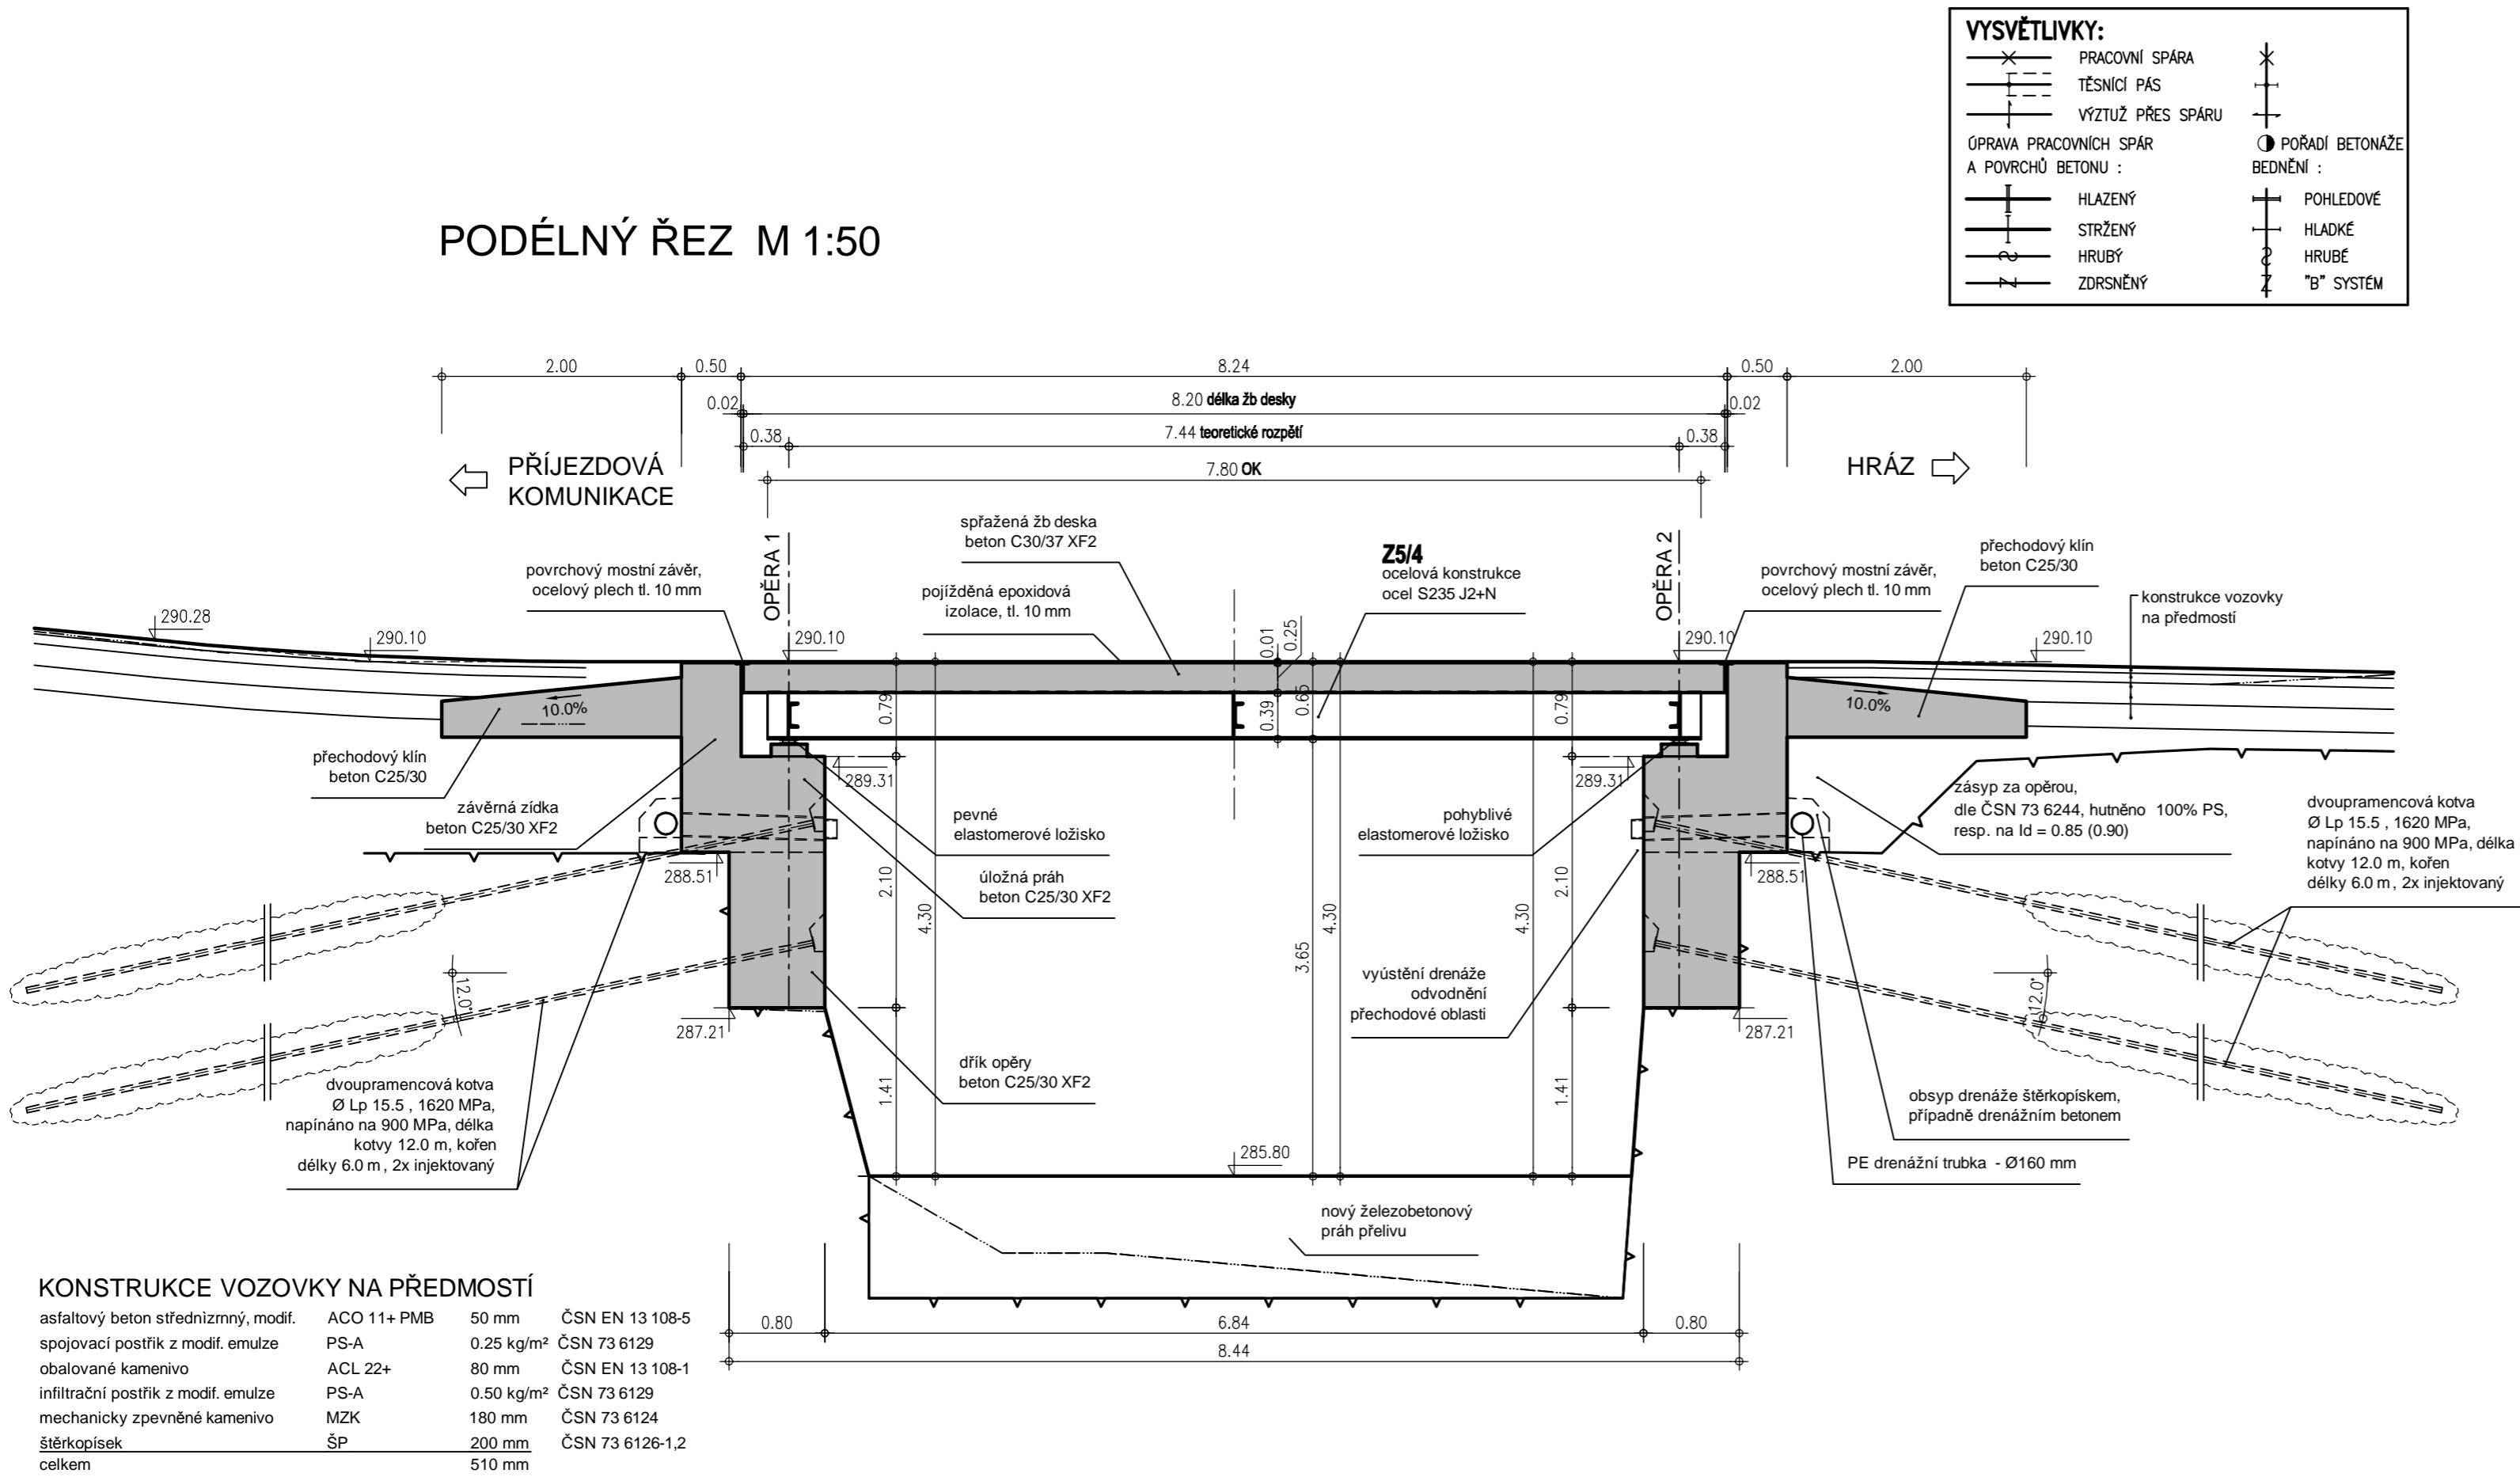 VYSVĚTLIVKY:
PRACOVNÍ SPÁRA
TĚSNÍCÍ PÁS
VÝZTUŽ PŘES SPÁRU
ÚPRAVA PRACOVNÍCH SPÁR
A POVRCHŮ BETONU :
POŘADÍ BETONÁŽE
BEDNĚNÍ :
HLAZENÝ
POHLEDOVÉ
STRŽENÝ
HLADKÉ
HRUBÝ
HRUBÉ
ZDRSNĚNÝ
"B" SYSTÉM
PODÉLNÝ ŘEZ M 1:50
2.00
0.50
8.24
0.50
2.00
0.02
8.20 délka žb desky
0.02
0.38
7.44 teoretické rozpětí
0.38
7.80 OK
PŘÍJEZDOVÁ
KOMUNIKACE
HRÁZ
OPĚRA 1
OPĚRA 2
spřažená žb deska
beton C30/37 XF2
Z5/4
ocelová konstrukce
ocel S235 J2+N
povrchový mostní závěr,
ocelový plech tl. 10 mm
pojížděná epoxidová
izolace, tl. 10 mm
povrchový mostní závěr,
ocelový plech tl. 10 mm
přechodový klín
beton C25/30
konstrukce vozovky
na předmostí
290.28
290.10
290.10
290.10
290.10
0.01
0.25
0.79
0.39
0.65
0.79
10.0%
10.0%
přechodový klín
beton C25/30
závěrná zídka
beton C25/30 XF2
289.31
289.31
pevné
elastomerové ložisko
pohyblivé
elastomerové ložisko
úložná práh
beton C25/30 XF2
zásyp za opěrou,
dle ČSN 73 6244, hutněno 100% PS,
resp. na Id = 0.85 (0.90)
dvoupramencová kotva
Ø Lp 15.5 , 1620 MPa,
napínáno na 900 MPa, délka
kotvy 12.0 m, kořen
délky 6.0 m , 2x injektovaný
288.51
288.51
2.10
4.30
3.65
4.30
4.30
2.10
12.0°
12.0°
vyústění drenáže
odvodnění
přechodové oblasti
287.21
287.21
dřík opěry
beton C25/30 XF2
1.41
1.41
dvoupramencová kotva
Ø Lp 15.5 , 1620 MPa,
napínáno na 900 MPa, délka
kotvy 12.0 m, kořen
délky 6.0 m , 2x injektovaný
obsyp drenáže štěrkopískem,
případně drenážním betonem
PE drenážní trubka - Ø160 mm
285.80
nový železobetonový
práh přelivu
0.80
6.84
0.80
8.44
KONSTRUKCE VOZOVKY NA PŘEDMOSTÍ
asfaltový beton střednìzrnný, modif. ACO 11+ PMB 50 mm ČSN EN 13 108-5
spojovací postřik z modif. emulze PS-A 0.25 kg/m² ČSN 73 6129
obalované kamenivo ACL 22+ 80 mm ČSN EN 13 108-1
infiltrační postřik z modif. emulze PS-A 0.50 kg/m² ČSN 73 6129
mechanicky zpevněné kamenivo MZK 180 mm ČSN 73 6124
štěrkopísek ŠP 200 mm ČSN 73 6126-1,2
celkem 510 mm